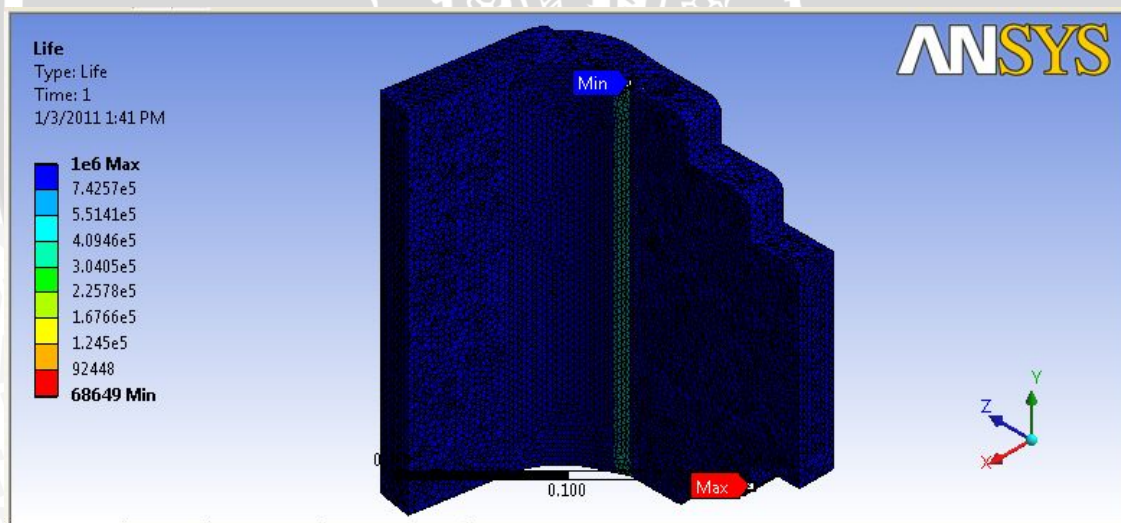 Life
Type: Life
Time: 1
1/3/2011 1:41 PM
1e6 Max
7.4257e5
5.5141e5
4.0946e5
3.0405e5
2.2578e5
1.6766e5
1.245e5
92448
68649 Min
ANSYS
Min
Max
0.100
Y
Z
X